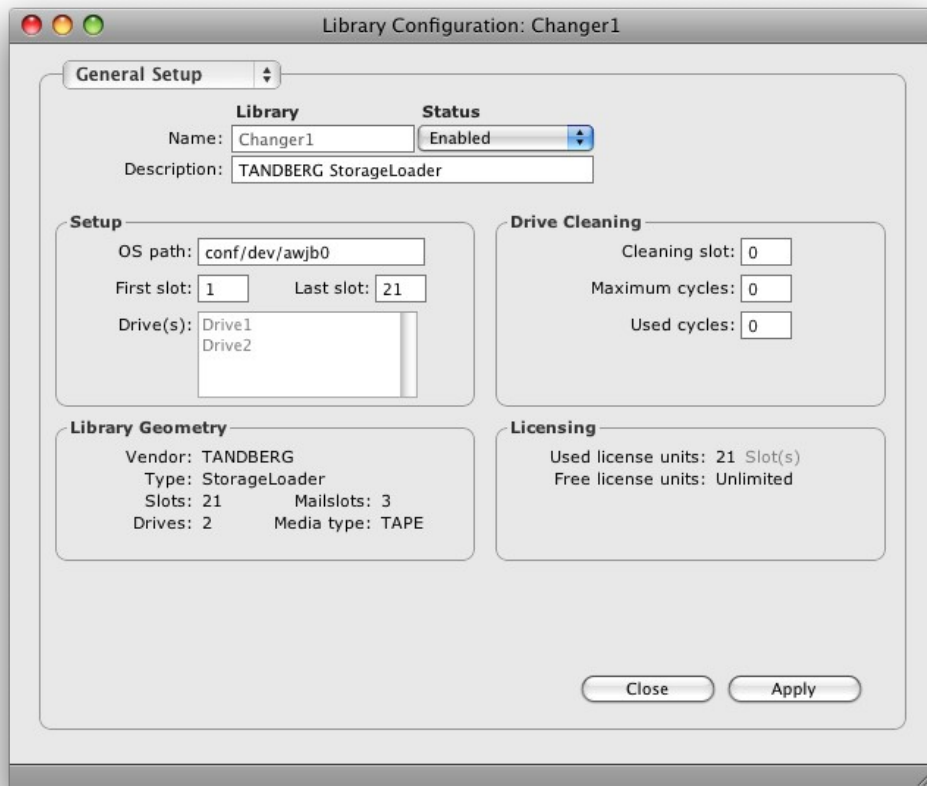 Library Configuration: Changer1
General Setup
Library Status
Name: Changer1 Enabled
Description: TANDBERG StorageLoader
Setup
OS path: conf/dev/awjb0
First slot: 1 Last slot: 21
Drive(s): Drive1
Drive2
Drive Cleaning
Cleaning slot: 0
Maximum cycles: 0
Used cycles: 0
Library Geometry
Vendor: TANDBERG
Type: StorageLoader
Slots: 21 Mailslots: 3
Drives: 2 Media type: TAPE
Licensing
Used license units: 21 Slot(s)
Free license units: Unlimited
Close Apply